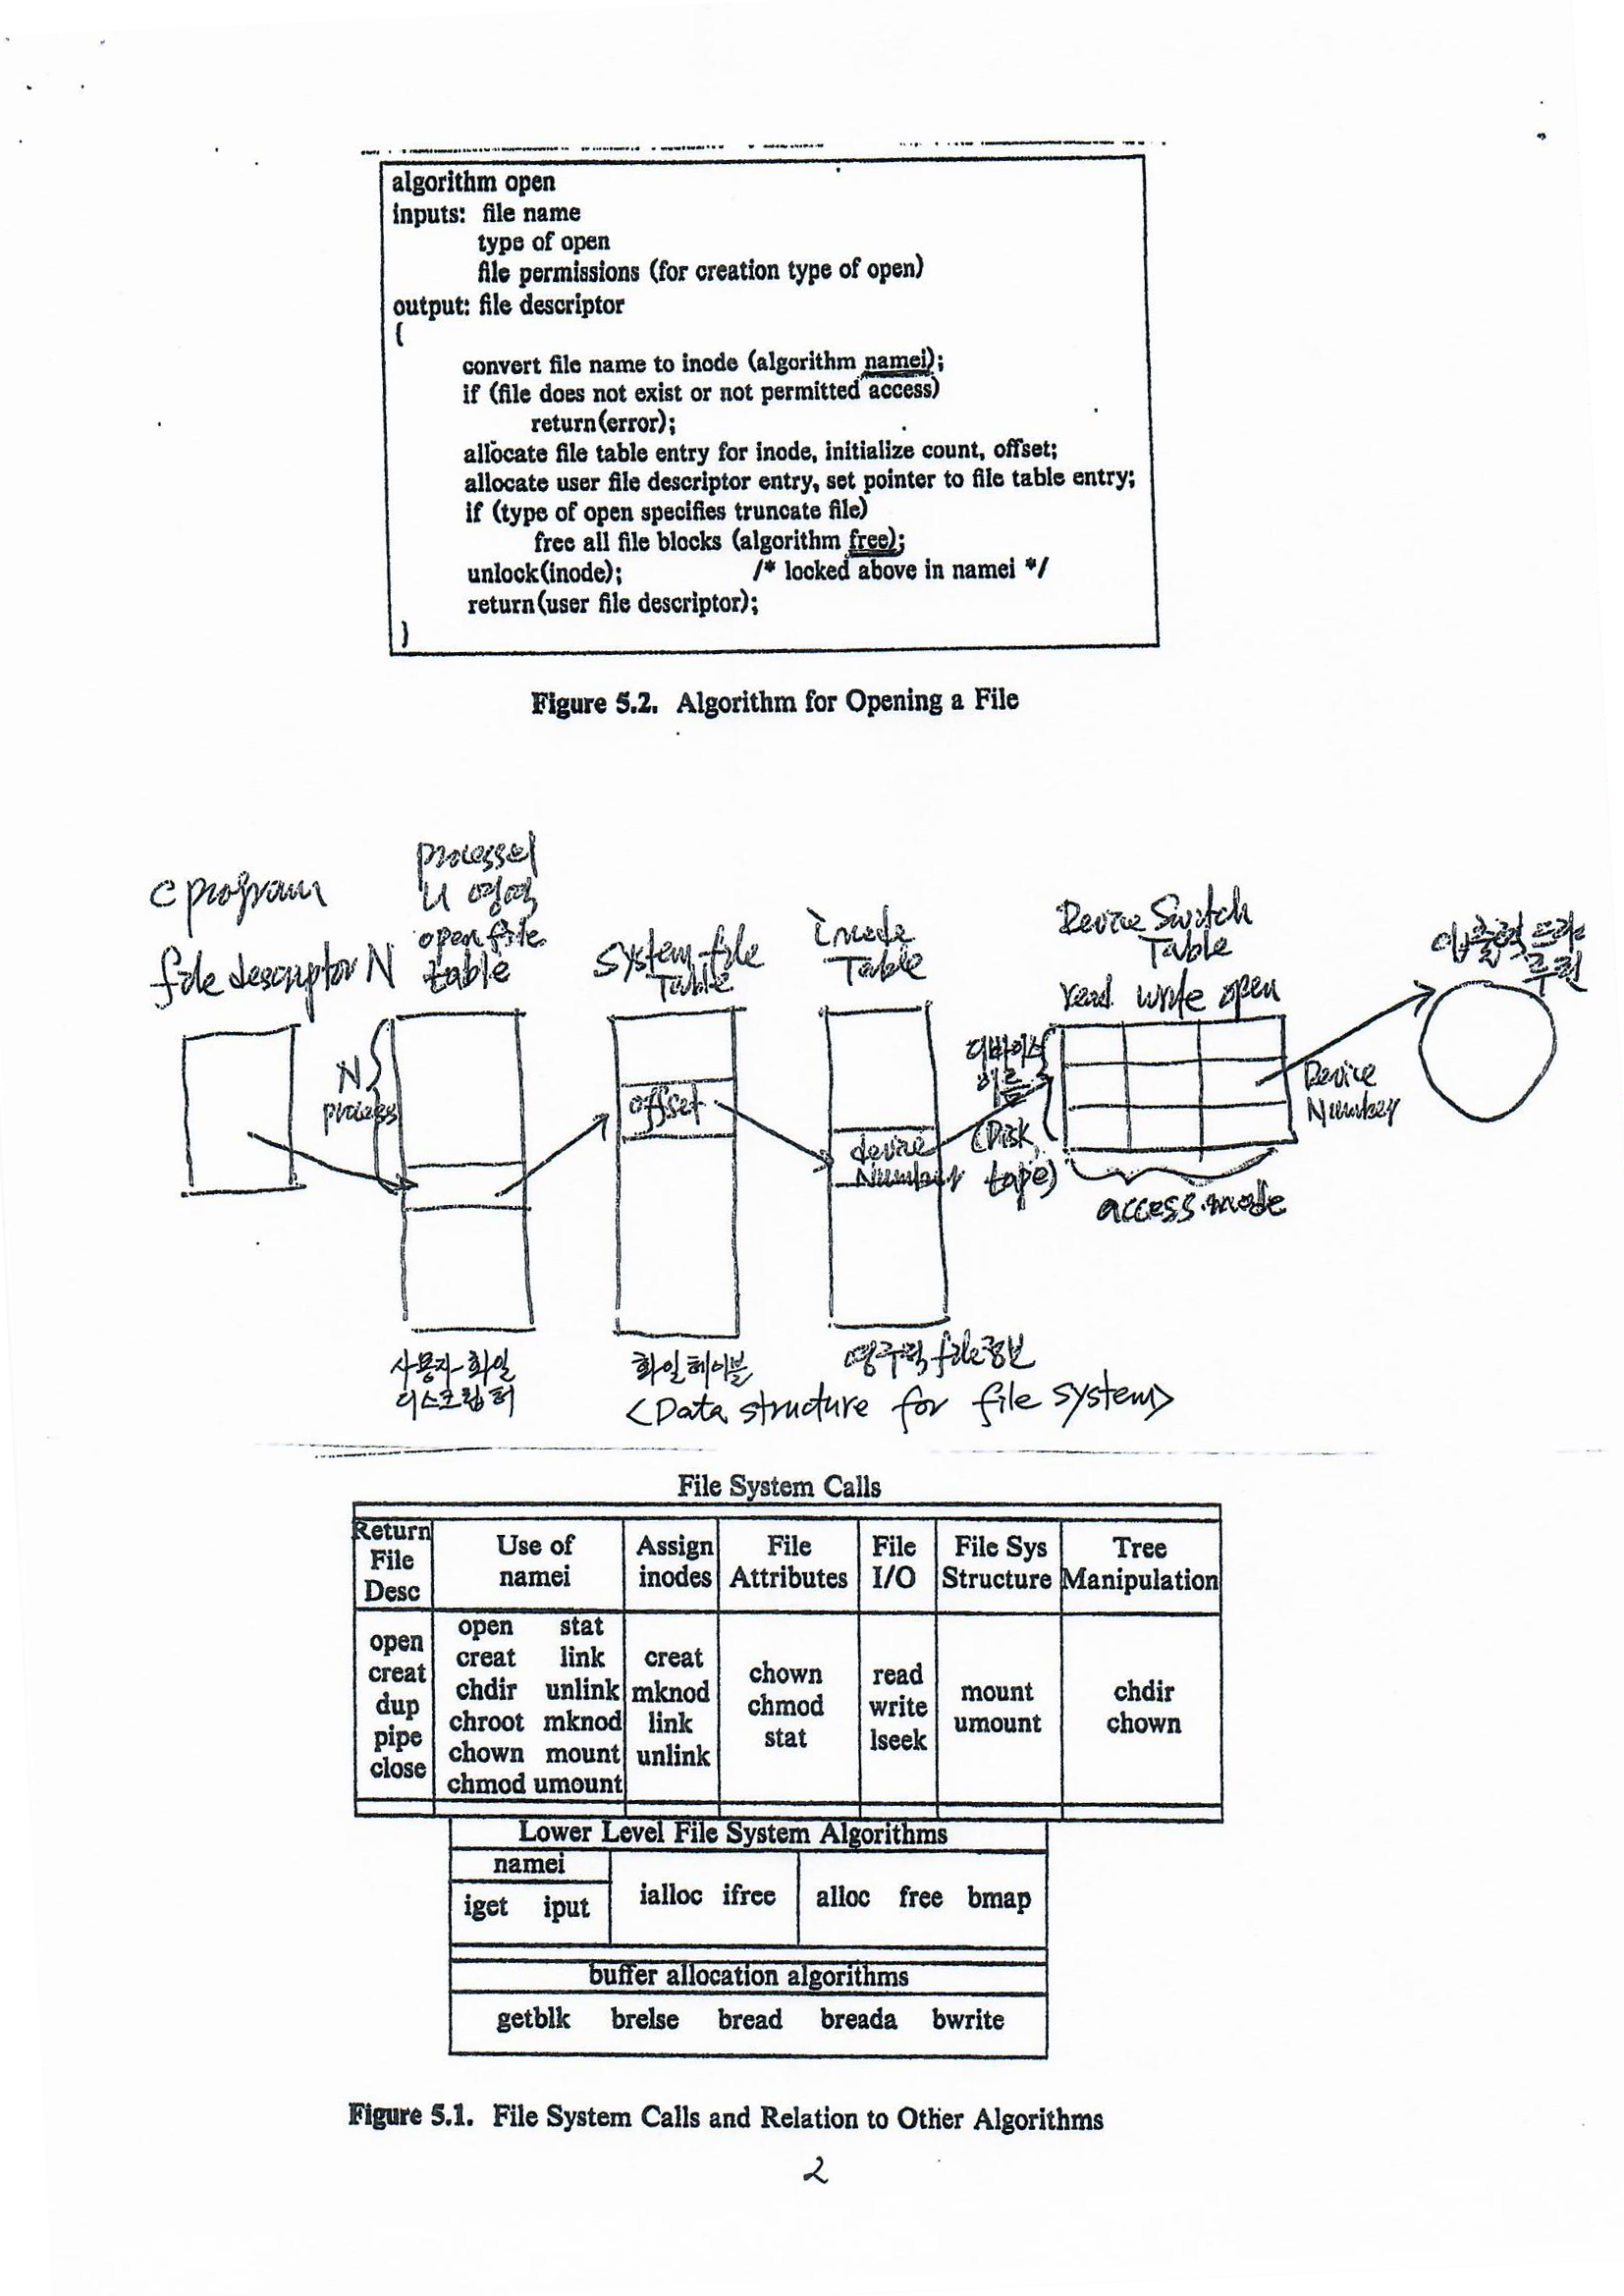 algorithm open
inputs: file name
type of open
file permissions (for creation type of open)
output: file descriptor
{
convert file name to inode (algorithm namei);
if (file does not exist or not permitted access)
return(error);
allocate file table entry for inode, initialize count, offset;
allocate user file descriptor entry, set pointer to file table entry;
if (type of open specifies truncate file)
free all file blocks (algorithm free);
unlock(inode); /* locked above in namei */
return(user file descriptor);
}
Figure 5.2. Algorithm for Opening a File
C program
file descriptor N
process의
U 영역
open file
table
System file
Table
inode
Table
Device Switch
Table
read write open
입출력 드라
루틴
N
process
offset
device
Number
디바이스
이름
(Disk,
tape)
Device
Number
access mode
사용자 화일
디스크립터
화일 테이블
영구적 file 정보
<Data structure for file system>
File System Calls
Return
File
Desc
Use of
namei
Assign
inodes
File
Attributes
File
I/O
File Sys
Structure
Tree
Manipulation
open
creat
dup
pipe
close
open stat
creat link
chdir unlink
chroot mknod
chown mount
chmod umount
creat
mknod
link
unlink
chown
chmod
stat
read
write
lseek
mount
umount
chdir
chown
Lower Level File System Algorithms
namei
iget iput
ialloc ifree
alloc free bmap
buffer allocation algorithms
getblk brelse bread breada bwrite
Figure 5.1. File System Calls and Relation to Other Algorithms
2